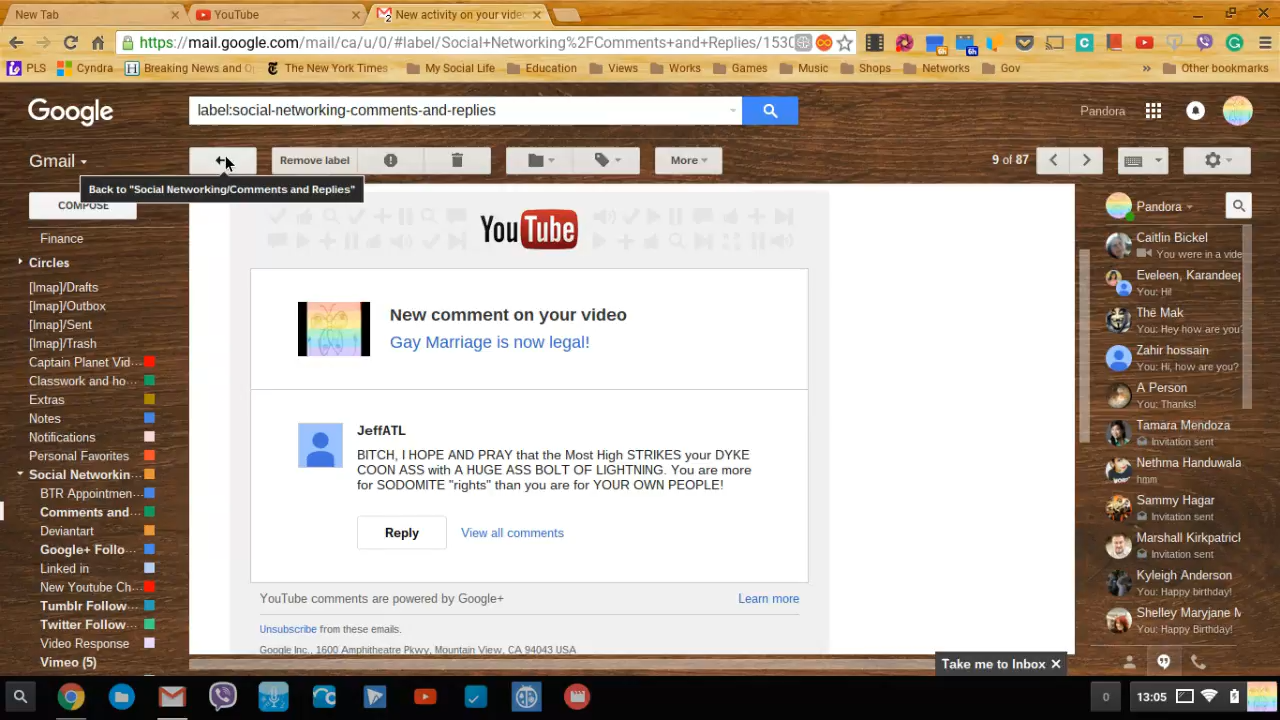 New Tab
YouTube
New activity on your vide
https://mail.google.com/mail/ca/u/0/#label/Social+Networking%2FComments+and+Replies/153
PLS
Cyndra
Breaking News and Op
The New York Times
My Social Life
Education
Views
Works
Games
Music
Shops
Networks
Gov
»
Other bookmarks
Google
label:social-networking-comments-and-replies
Pandora
Gmail
Remove label
More
9 of 87
Back to "Social Networking/Comments and Replies"
COMPOSE
Finance
Circles
[Imap]/Drafts
[Imap]/Outbox
[Imap]/Sent
[Imap]/Trash
Captain Planet Vid…
Classwork and ho…
Extras
Notes
Notifications
Personal Favorites
Social Networkin…
BTR Appointmen…
Comments and…
Deviantart
Google+ Follo…
Linked in
New Youtube Ch…
Tumblr Follow…
Twitter Follow…
Video Response
Vimeo (5)
YouTube
New comment on your video
Gay Marriage is now legal!
JeffATL
BITCH, I HOPE AND PRAY that the Most High STRIKES your DYKE
COON ASS with A HUGE ASS BOLT OF LIGHTNING. You are more
for SODOMITE "rights" than you are for YOUR OWN PEOPLE!
Reply
View all comments
YouTube comments are powered by Google+
Learn more
Unsubscribe from these emails.
Google Inc., 1600 Amphitheatre Pkwy, Mountain View, CA 94043 USA
Pandora
Caitlin Bickel
You were in a vide
Eveleen, Karandeep
You: Hi!
The Mak
You: Hey how are you?
Zahir hossain
You: Hi, how are you?
A Person
You: Thanks!
Tamara Mendoza
Invitation sent
Nethma Handuwala
hmm
Sammy Hagar
Invitation sent
Marshall Kirkpatrick
Invitation sent
Kyleigh Anderson
You: Happy birthday!
Shelley Maryjane M
You: Happy Birthday!
Take me to Inbox
0
13:05